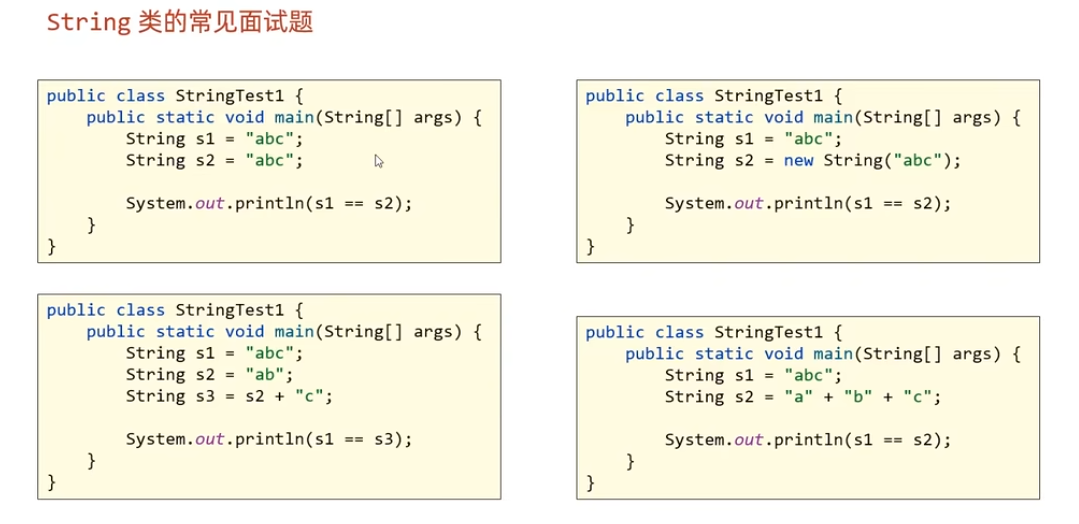 String 类的常见面试题
public class StringTest1 {
    public static void main(String[] args) {
        String s1 = "abc";
        String s2 = "abc";
        System.out.println(s1 == s2);
    }
}
public class StringTest1 {
    public static void main(String[] args) {
        String s1 = "abc";
        String s2 = new String("abc");
        System.out.println(s1 == s2);
    }
}
public class StringTest1 {
    public static void main(String[] args) {
        String s1 = "abc";
        String s2 = "ab";
        String s3 = s2 + "c";
        System.out.println(s1 == s3);
    }
}
public class StringTest1 {
    public static void main(String[] args) {
        String s1 = "abc";
        String s2 = "a" + "b" + "c";
        System.out.println(s1 == s2);
    }
}